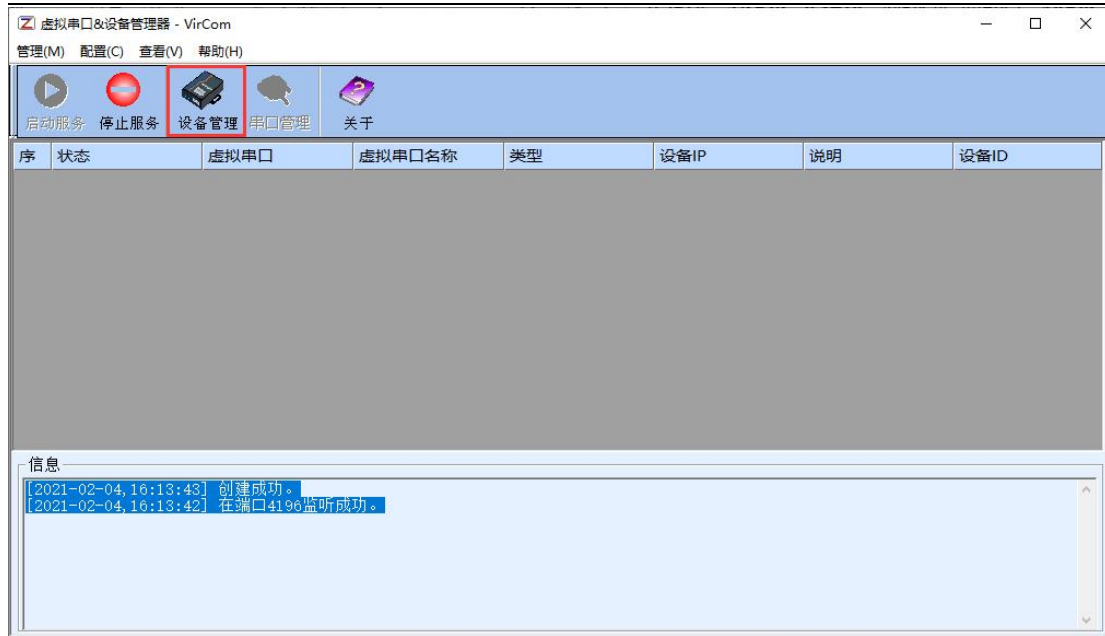 虚拟串口&设备管理器 - VirCom
管理(M) 配置(C) 查看(V) 帮助(H)
启动服务 停止服务 设备管理 串口管理 关于
序 状态 虚拟串口 虚拟串口名称 类型 设备IP 说明 设备ID
信息
[2021-02-04,16:13:43] 创建成功。
[2021-02-04,16:13:42] 在端口4196监听成功。